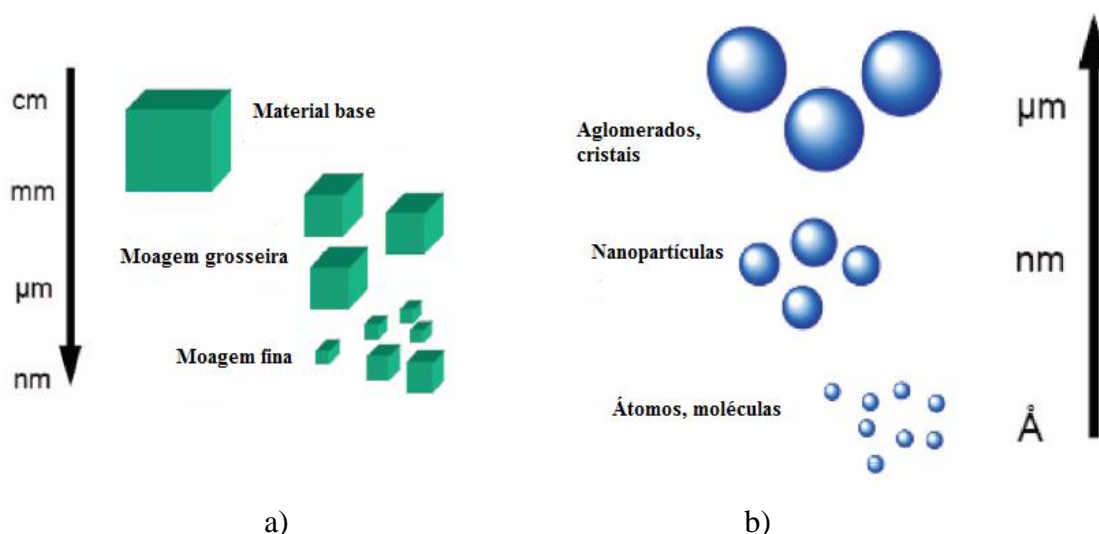 cm
mm
µm
nm
Material base
Moagem grosseira
Moagem fina
a)
Aglomerados,
cristais
Nanopartículas
Átomos, moléculas
µm
nm
Å
b)